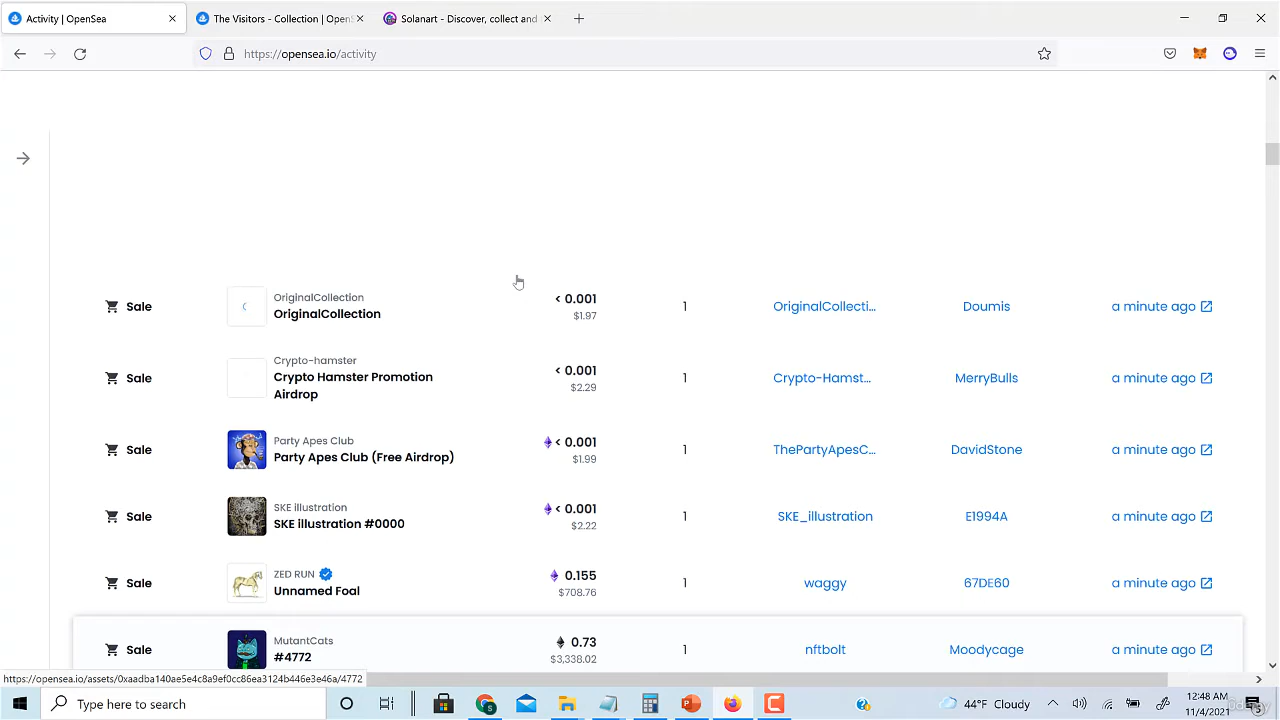 Activity | OpenSea
The Visitors - Collection | Open
Solanart - Discover, collect and
https://opensea.io/activity
Sale
OriginalCollection
OriginalCollection
< 0.001
$1.97
1
OriginalCollecti...
Doumis
a minute ago
Sale
Crypto-hamster
Crypto Hamster Promotion
Airdrop
< 0.001
$2.29
1
Crypto-Hamst...
MerryBulls
a minute ago
Sale
Party Apes Club
Party Apes Club (Free Airdrop)
< 0.001
$1.99
1
ThePartyApesC...
DavidStone
a minute ago
Sale
SKE illustration
SKE illustration #0000
< 0.001
$2.22
1
SKE_illustration
E1994A
a minute ago
Sale
ZED RUN
Unnamed Foal
0.155
$708.76
1
waggy
67DE60
a minute ago
Sale
MutantCats
#4772
0.73
$3,338.02
1
nftbolt
Moodycage
a minute ago
https://opensea.io/assets/0xaadba140ae5e4c8a9ef0cc86ea3124b446e3e46a/4772
Type here to search
44°F Cloudy
12:48 AM
11/4/2021